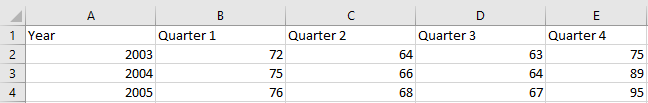 A B C D E
1 Year Quarter 1 Quarter 2 Quarter 3 Quarter 4
2 2003 72 64 63 75
3 2004 75 66 64 89
4 2005 76 68 67 95